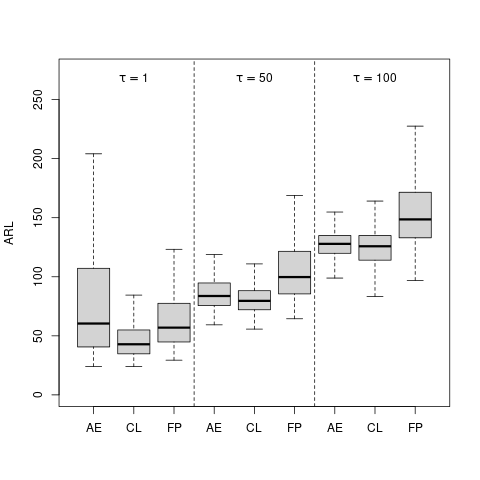 τ = 1 τ = 50 τ = 100
250
200
150
100
50
0
ARL
AE CL FP AE CL FP AE CL FP